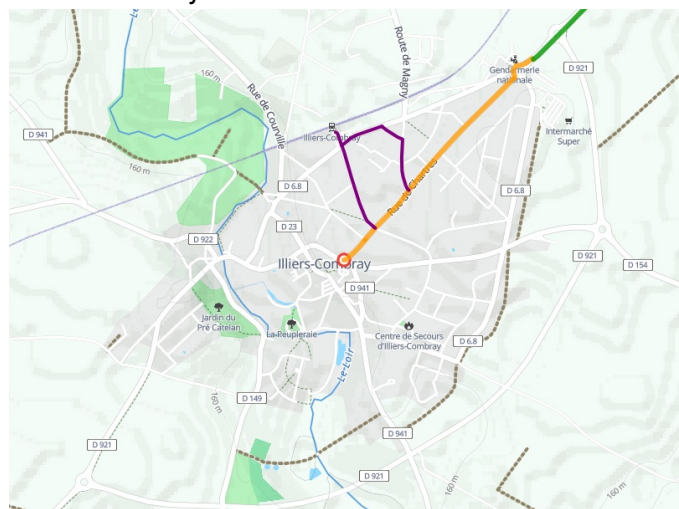 Le
160 m
Route de Magny
Gendarmerie
nationale
D 921
Rue de Courville
D 941
Illiers-Combray
Intermarché
Super
160 m
D 6.8
D 6.8
Rue de Chartres
D 23
D 922
D 921
Illiers-Combray
D 154
D 941
Jardin du
Pré Catelan
La Peupleraie
Centre de Secours
d'Illiers-Combray
D 6.8
Le Loir
D 149
160 m
D 941
D 921
D 921
160 m